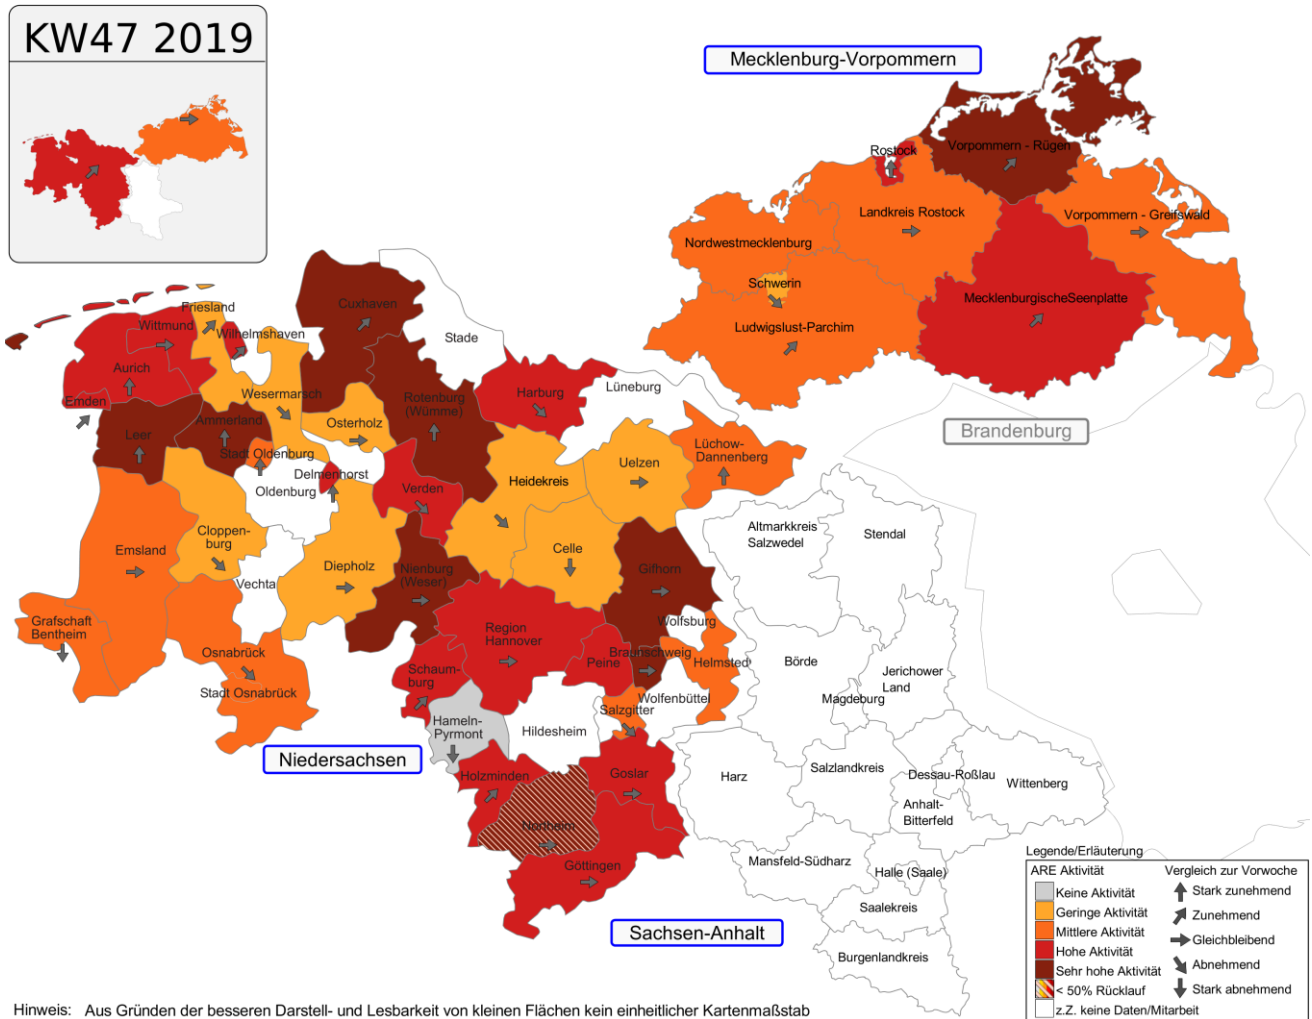 KW47 2019
Mecklenburg-Vorpommern
Rostock
Vorpommern - Rügen
Landkreis Rostock
Vorpommern - Greifswald
Nordwestmecklenburg
Schwerin
MecklenburgischeSeenplatte
Ludwigslust-Parchim
Brandenburg
Friesland
Cuxhaven
Wittmund
Wilhelmshaven
Stade
Aurich
Emden
Wesermarsch
Harburg
Lüneburg
Rotenburg
(Wümme)
Leer
Ammerland
Osterholz
Stadt Oldenburg
Lüchow-
Dannenberg
Uelzen
Delmenhorst
Oldenburg
Verden
Heidekreis
Altmarkkreis
Salzwedel
Stendal
Cloppen-
burg
Emsland
Celle
Diepholz
Nienburg
(Weser)
Gifhorn
Vechta
Grafschaft
Bentheim
Wolfsburg
Region
Hannover
Osnabrück
Braunschweig
Peine
Helmsted
Börde
Schaum-
burg
Jerichower
Land
Stadt Osnabrück
Wolfenbüttel
Magdeburg
Salzgitter
Hameln-
Pyrmont
Hildesheim
Niedersachsen
Holzminden
Goslar
Harz
Salzlandkreis
Dessau-Roßlau
Wittenberg
Anhalt-
Bitterfeld
Northeim
Göttingen
Mansfeld-Südharz
Halle (Saale)
Saalekreis
Sachsen-Anhalt
Burgenlandkreis
Legende/Erläuterung
ARE Aktivität
Keine Aktivität
Geringe Aktivität
Mittlere Aktivität
Hohe Aktivität
Sehr hohe Aktivität
< 50% Rücklauf
z.Z. keine Daten/Mitarbeit
Vergleich zur Vorwoche
Stark zunehmend
Zunehmend
Gleichbleibend
Abnehmend
Stark abnehmend
Hinweis: Aus Gründen der besseren Darstell- und Lesbarkeit von kleinen Flächen kein einheitlicher Kartenmaßstab